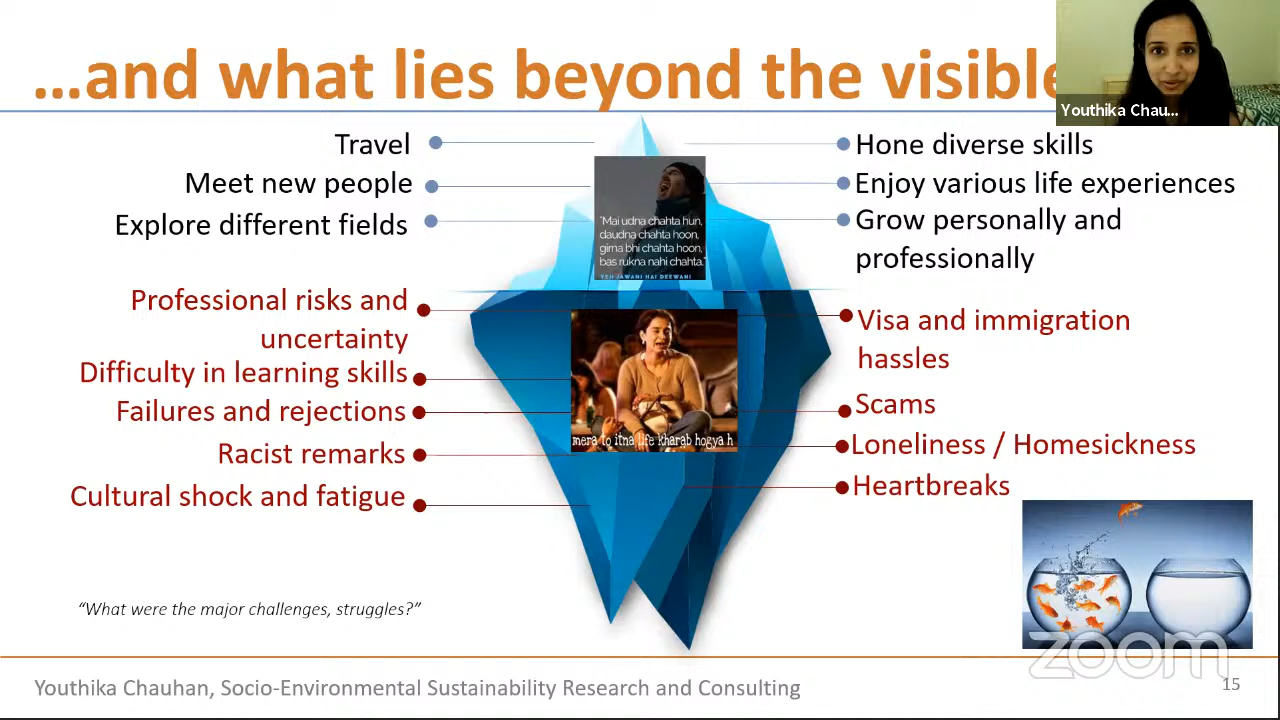 ...and what lies beyond the visible
Youthika Chau...
Travel
Meet new people
Explore different fields
Hone diverse skills
Enjoy various life experiences
Grow personally and
professionally
"Mai udna chahta hun,
daudna chahta hoon,
girna bhi chahta hoon,
bas rukna nahi chahta."
YEH JAWANI HAI DEEWANI
Professional risks and
uncertainty
Difficulty in learning skills
Failures and rejections
Racist remarks
Cultural shock and fatigue
mera to itna life kharab hogya h
Visa and immigration
hassles
Scams
Loneliness / Homesickness
Heartbreaks
“What were the major challenges, struggles?”
zoom
Youthika Chauhan, Socio-Environmental Sustainability Research and Consulting
15